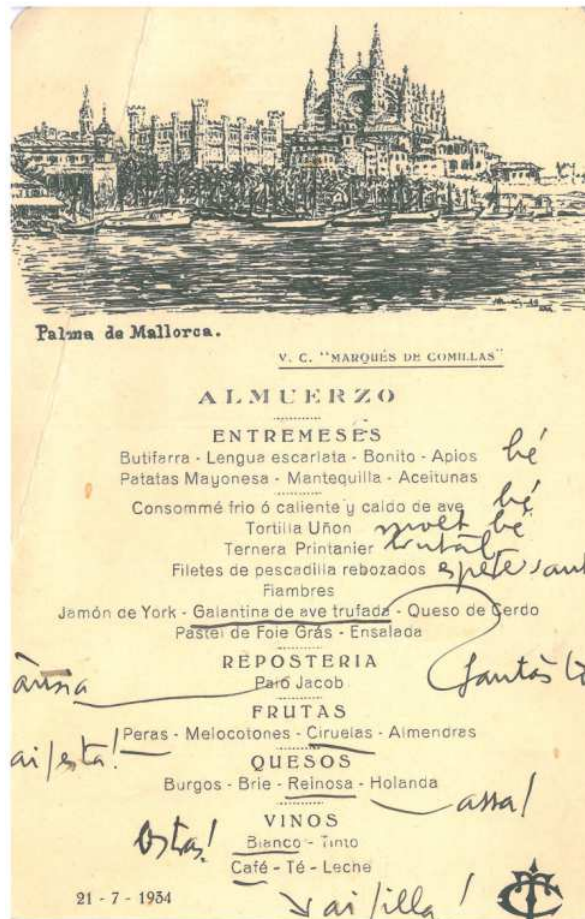 Palma de Mallorca.
V. C. "MARQUÉS DE COMILLAS"
ALMUERZO
ENTREMESES
Butifarra - Lengua escarlata - Bonito - Apios bé
Patatas Mayonesa - Mantequilla - Aceitunas
Consommé frio ó caliente y caldo de ave bé
Tortilla Uñon molt bé
Ternera Printanier brutal
Filetes de pescadilla rebozados
Fiambres
Jamón de York - Galantina de ave trufada - Queso de Cerdo
Pastel de Foie Grás - Ensalada
REPOSTERIA
Paro Jacob
FRUTAS
Peras - Melocotones - Ciruelas - Almendras
QUESOS
Burgos - Brie - Reinosa - Holanda
VINOS
Ostas!
Blanco - Tinto
Café - Té - Leche
21 - 7 - 1934